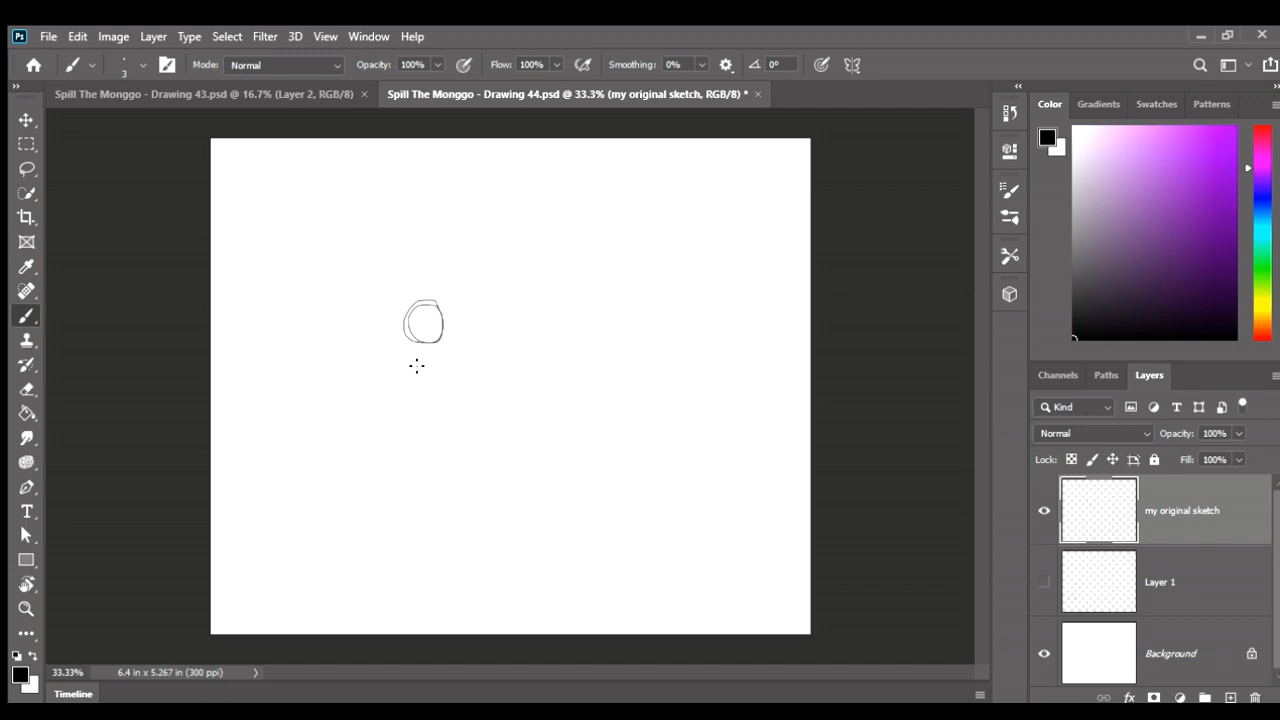 Ps File Edit Image Layer Type Select Filter 3D View Window Help
3 Mode: Normal Opacity: 100% Flow: 100% Smoothing: 0% 0°
Spill The Monggo - Drawing 43.psd @ 16.7% (Layer 2, RGB/8) × Spill The Monggo - Drawing 44.psd @ 33.3% (my original sketch, RGB/8) * ×
Color Gradients Swatches Patterns
Channels Paths Layers
Kind
Normal Opacity: 100%
Lock: Fill: 100%
my original sketch
Layer 1
Background
33.33% 6.4 in x 5.267 in (300 ppi)
Timeline